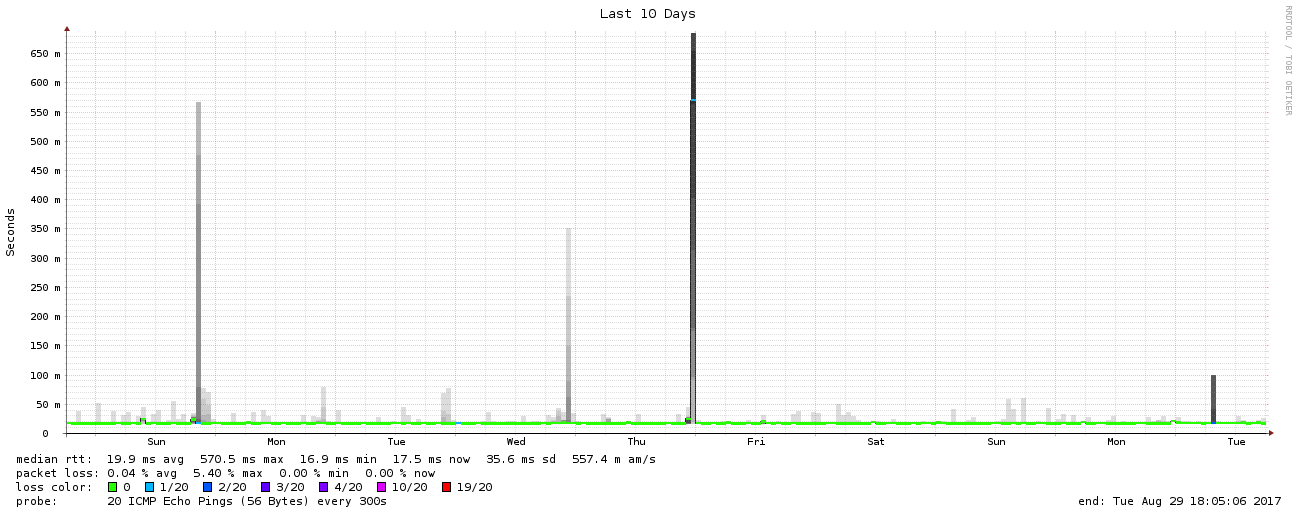 Last 10 Days
RRDTOOL / TOBI OETIKER
Seconds
650 m
600 m
550 m
500 m
450 m
400 m
350 m
300 m
250 m
200 m
150 m
100 m
50 m
0
Sun Mon Tue Wed Thu Fri Sat Sun Mon Tue
median rtt: 19.9 ms avg 570.5 ms max 16.9 ms min 17.5 ms now 35.6 ms sd 557.4 m am/s
packet loss: 0.04 % avg 5.40 % max 0.00 % min 0.00 % now
loss color: 0 1/20 2/20 3/20 4/20 10/20 19/20
probe: 20 ICMP Echo Pings (56 Bytes) every 300s end: Tue Aug 29 18:05:06 2017